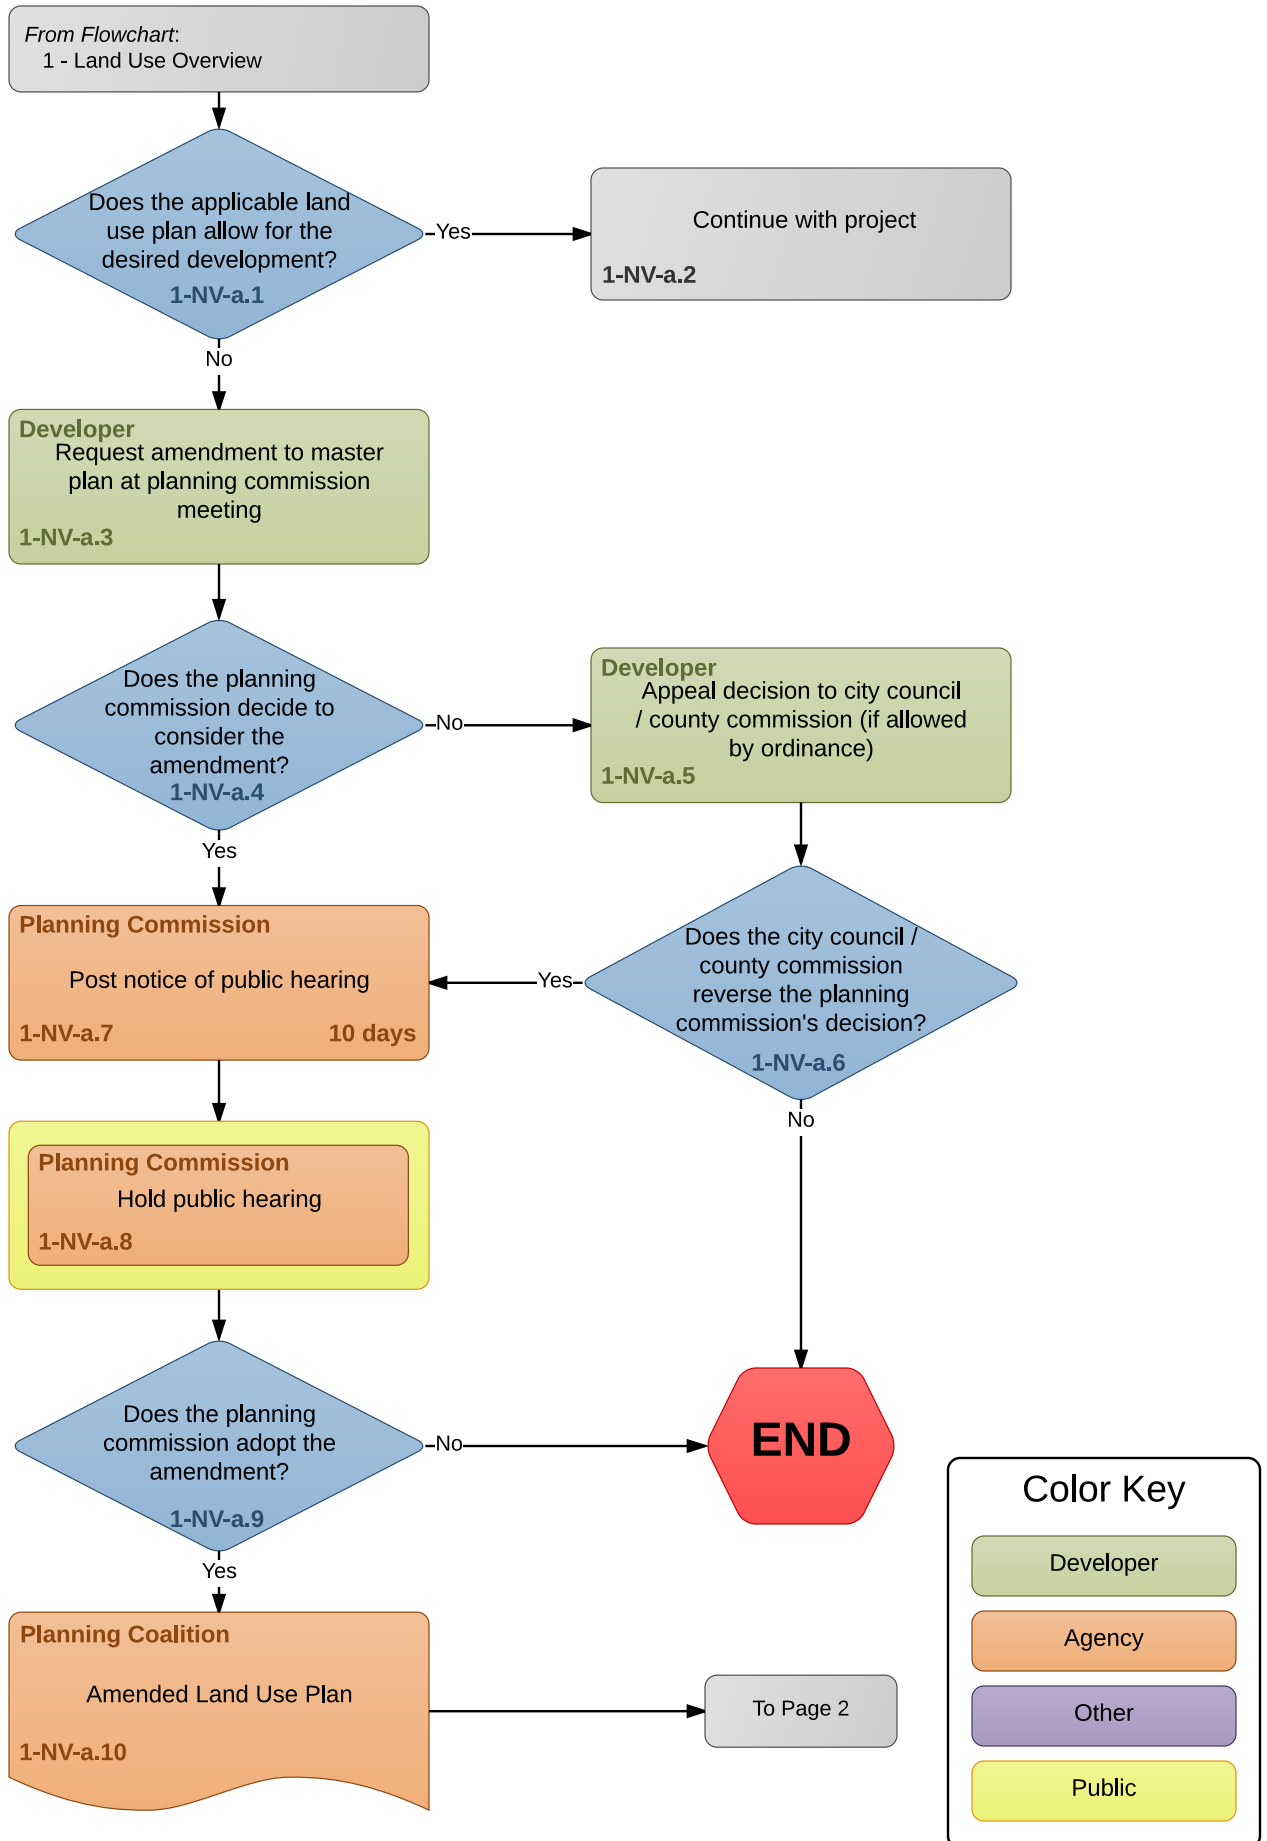 From Flowchart:
1 - Land Use Overview
Does the applicable land
use plan allow for the
desired development?
1-NV-a.1
Yes
Continue with project
1-NV-a.2
No
Developer
Request amendment to master
plan at planning commission
meeting
1-NV-a.3
Does the planning
commission decide to
consider the
amendment?
1-NV-a.4
No
Developer
Appeal decision to city council
/ county commission (if allowed
by ordinance)
1-NV-a.5
Yes
Planning Commission
Post notice of public hearing
1-NV-a.7 10 days
Yes
Does the city council /
county commission
reverse the planning
commission's decision?
1-NV-a.6
No
Planning Commission
Hold public hearing
1-NV-a.8
Does the planning
commission adopt the
amendment?
1-NV-a.9
No
END
Yes
Planning Coalition
Amended Land Use Plan
1-NV-a.10
To Page 2
Color Key
Developer
Agency
Other
Public